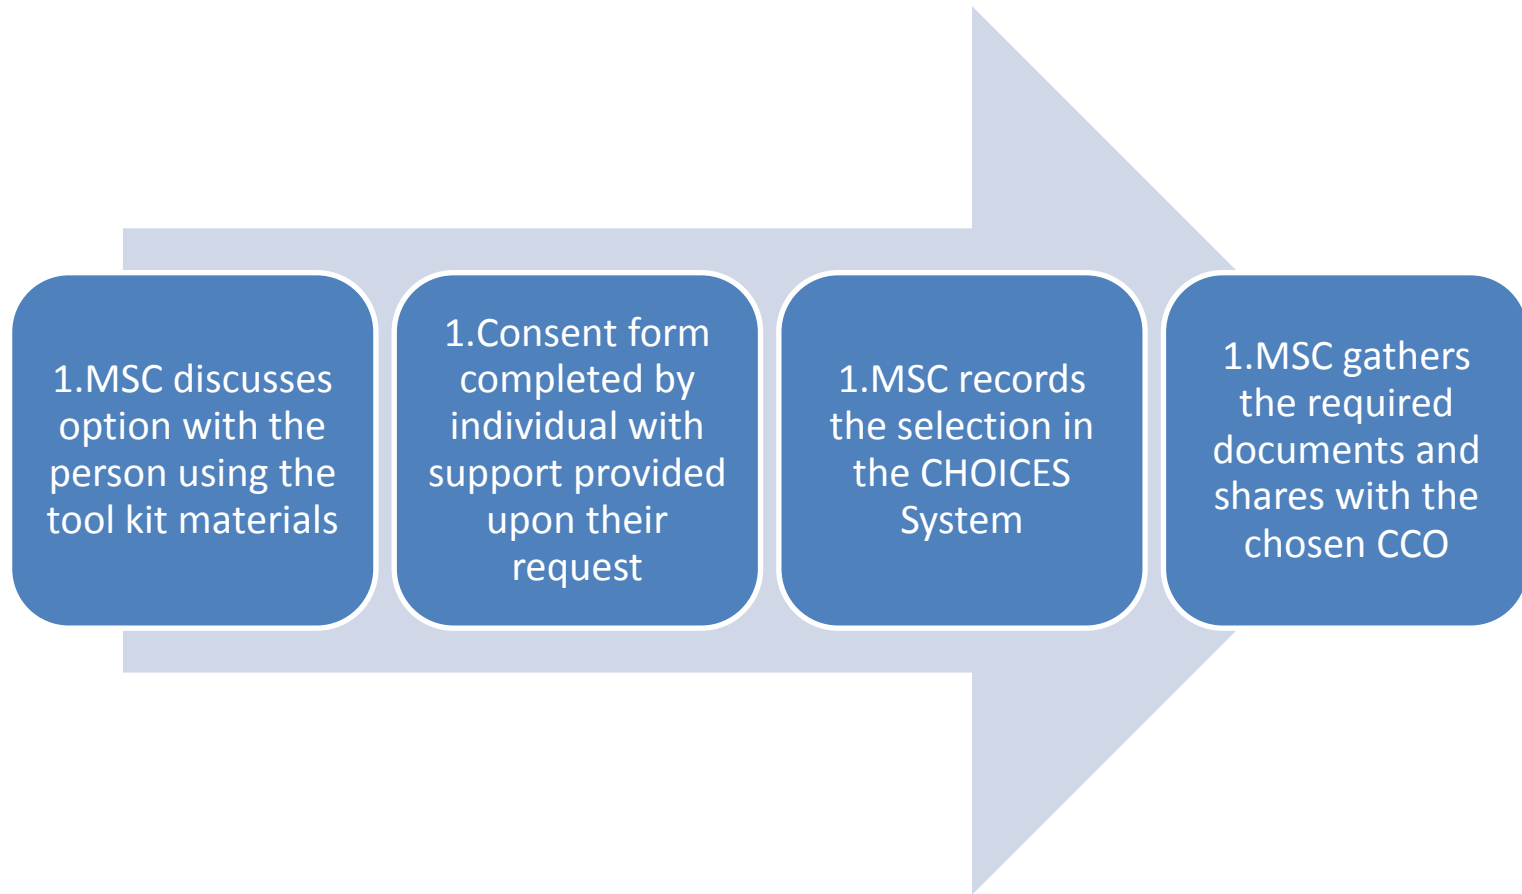 1.MSC discusses
option with the
person using the
tool kit materials
1.Consent form
completed by
individual with
support provided
upon their
request
1.MSC records
the selection in
the CHOICES
System
1.MSC gathers
the required
documents and
shares with the
chosen CCO